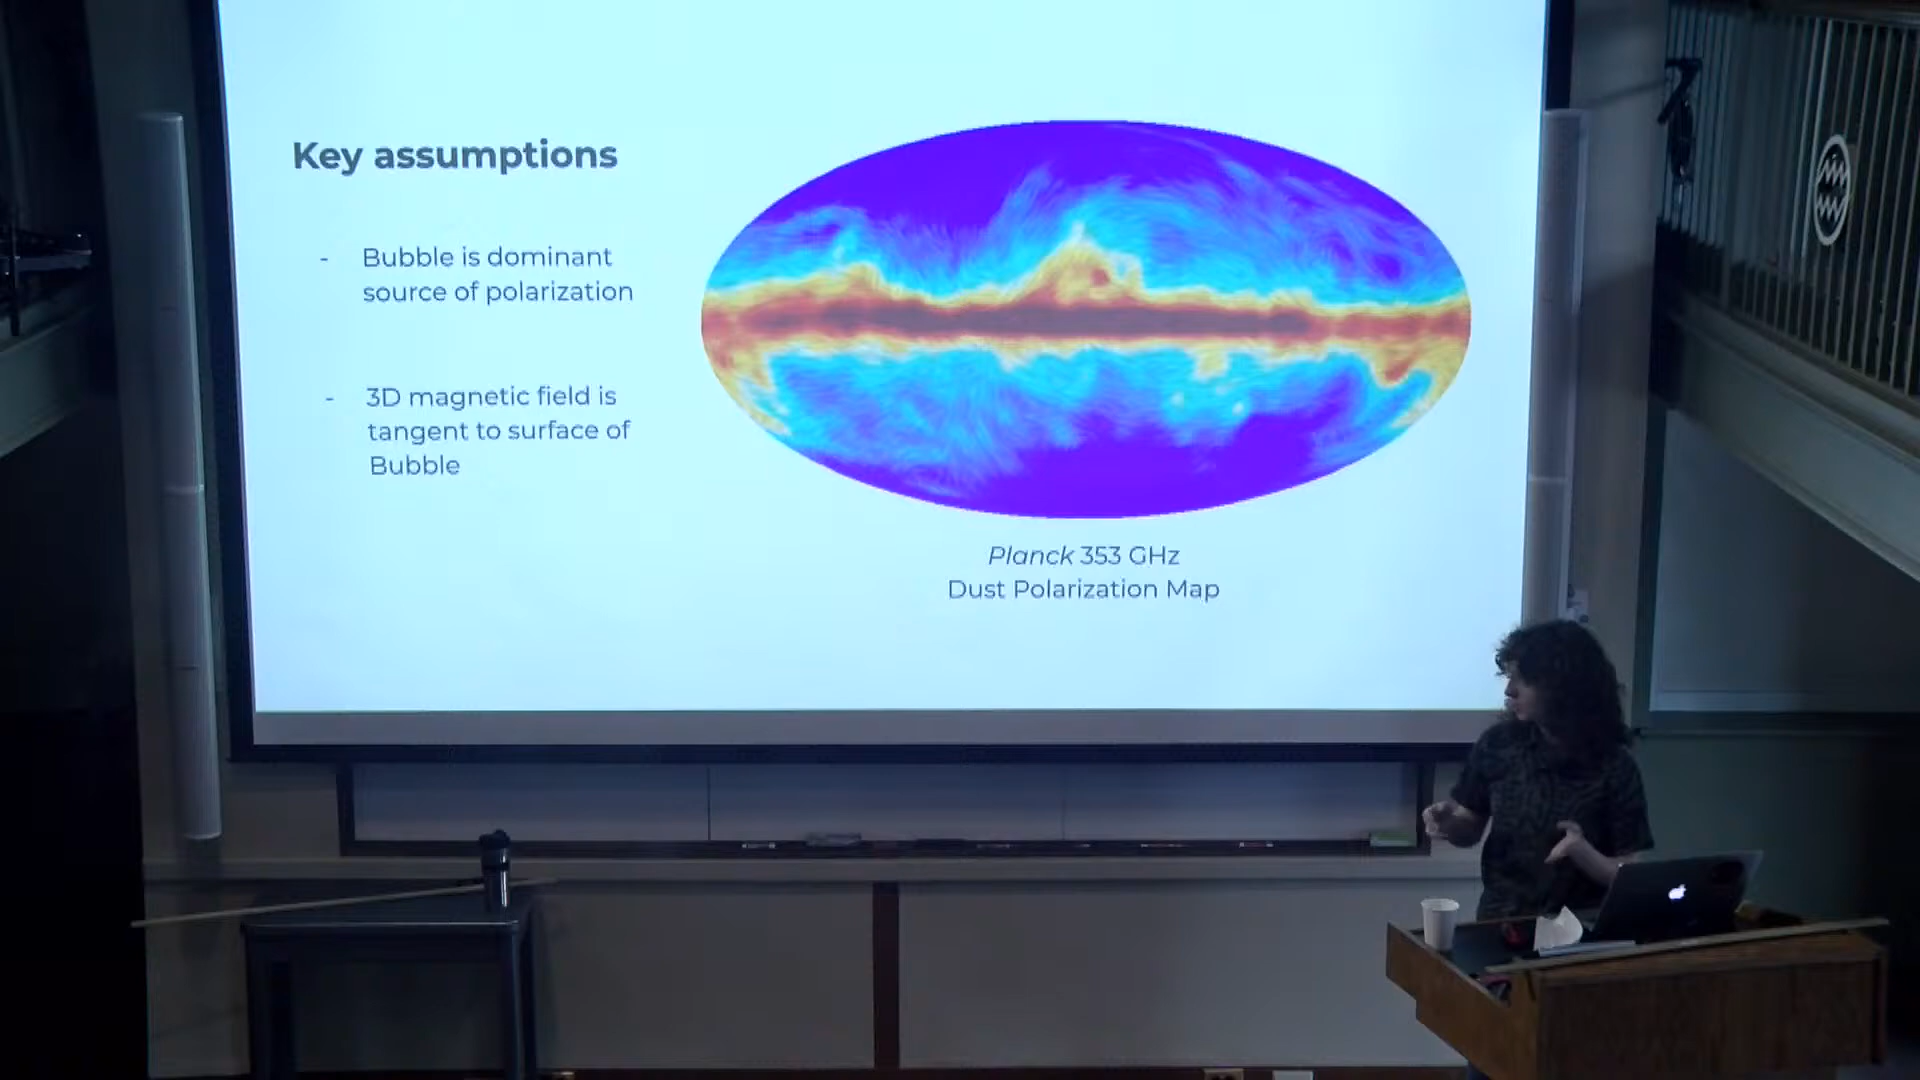 Key assumptions
- Bubble is dominant
source of polarization
- 3D magnetic field is
tangent to surface of
Bubble
Planck 353 GHz
Dust Polarization Map